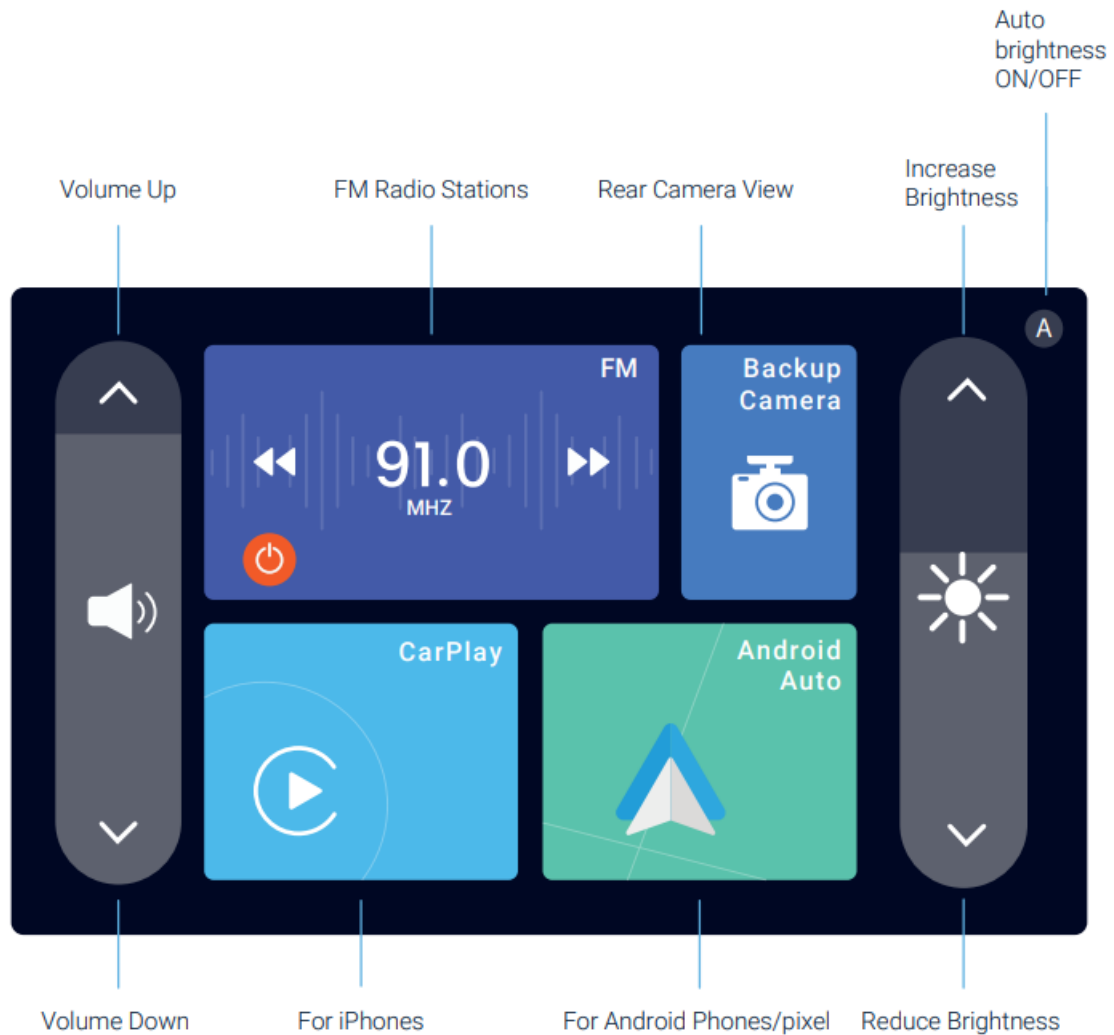 Auto
brightness
ON/OFF
Volume Up
FM Radio Stations
Rear Camera View
Increase
Brightness
A
FM
91.0
MHZ
Backup
Camera
CarPlay
Android
Auto
Volume Down
For iPhones
For Android Phones/pixel
Reduce Brightness